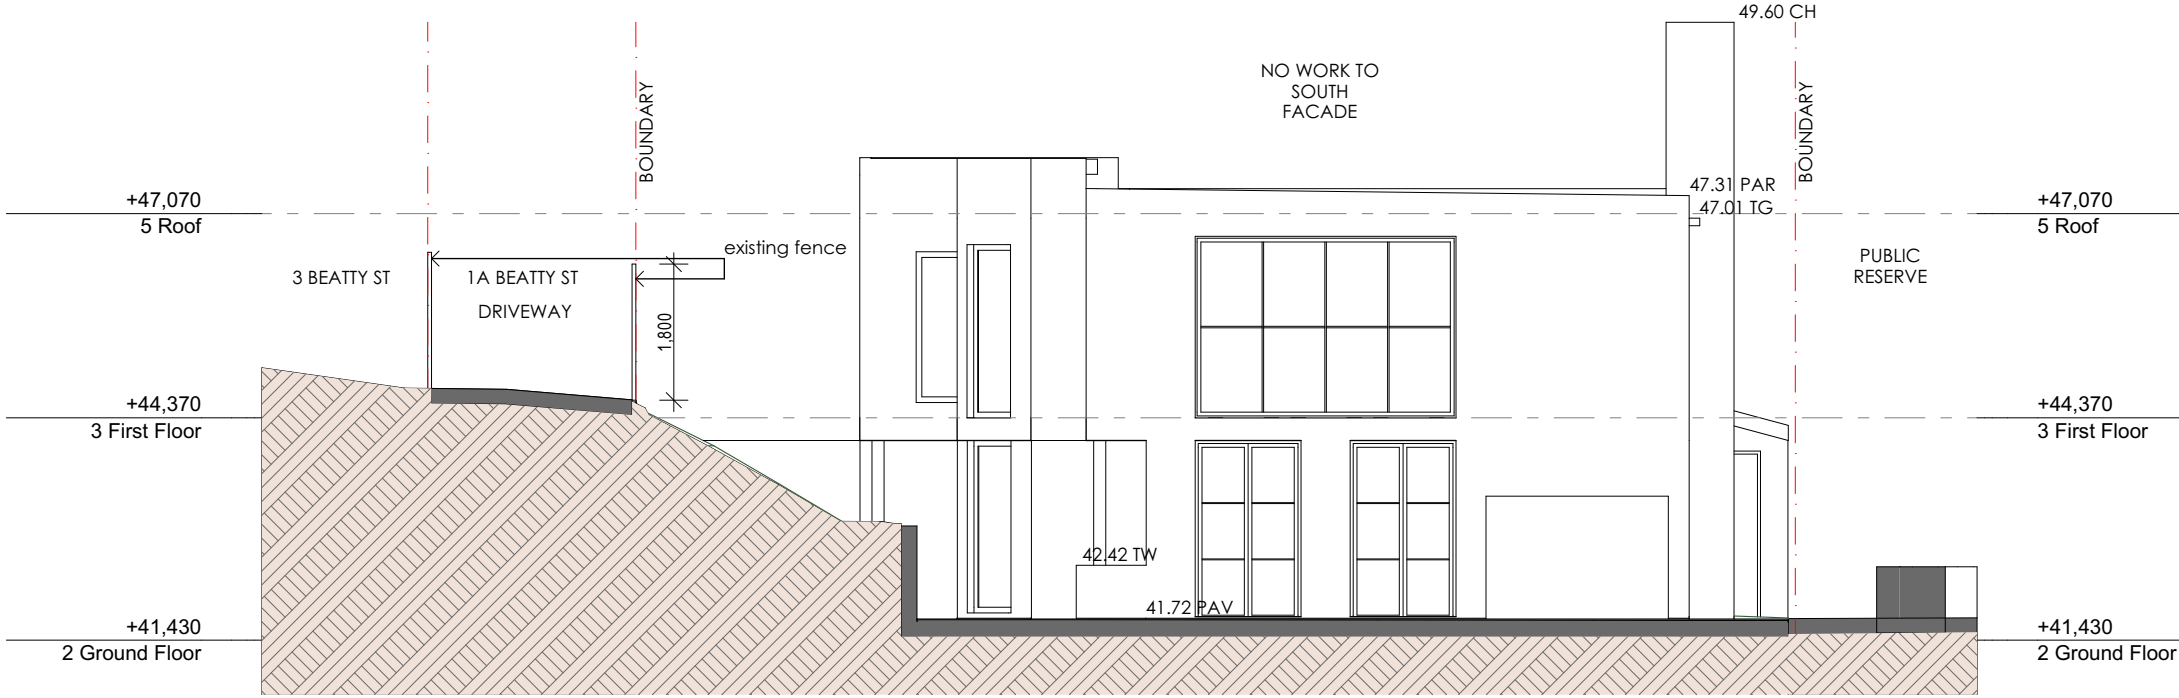 49.60 CH
NO WORK TO
SOUTH
FACADE
BOUNDARY
BOUNDARY
+47,070
5 Roof
47.31 PAR
47.01 TG
+47,070
5 Roof
existing fence
3 BEATTY ST
1A BEATTY ST
DRIVEWAY
PUBLIC
RESERVE
1,800
+44,370
3 First Floor
+44,370
3 First Floor
42.42 TW
41.72 PAV
+41,430
2 Ground Floor
+41,430
2 Ground Floor